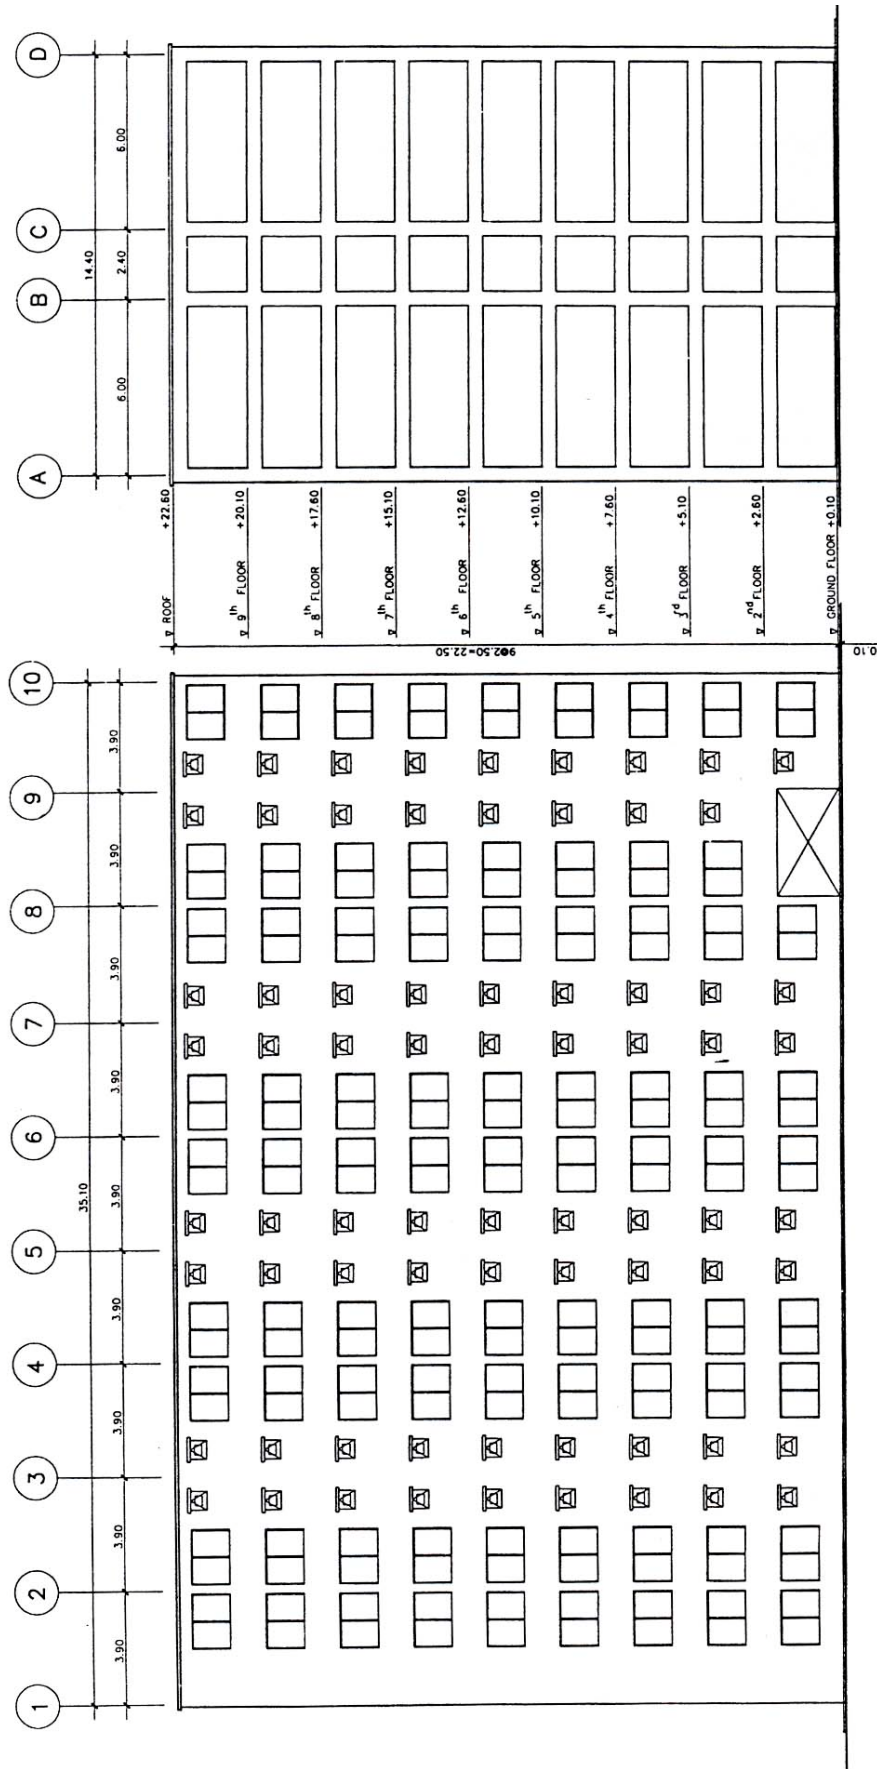 1 2 3 4 5 6 7 8 9 10
35.10
3.90 3.90 3.90 3.90 3.90 3.90 3.90 3.90 3.90
A B C D
14.40
6.00 2.40 6.00
ROOF +22.60
9th FLOOR +20.10
8th FLOOR +17.60
7th FLOOR +15.10
6th FLOOR +12.60
5th FLOOR +10.10
4th FLOOR +7.60
3rd FLOOR +5.10
2nd FLOOR +2.60
GROUND FLOOR +0.10
9@2.50=22.50
0.10